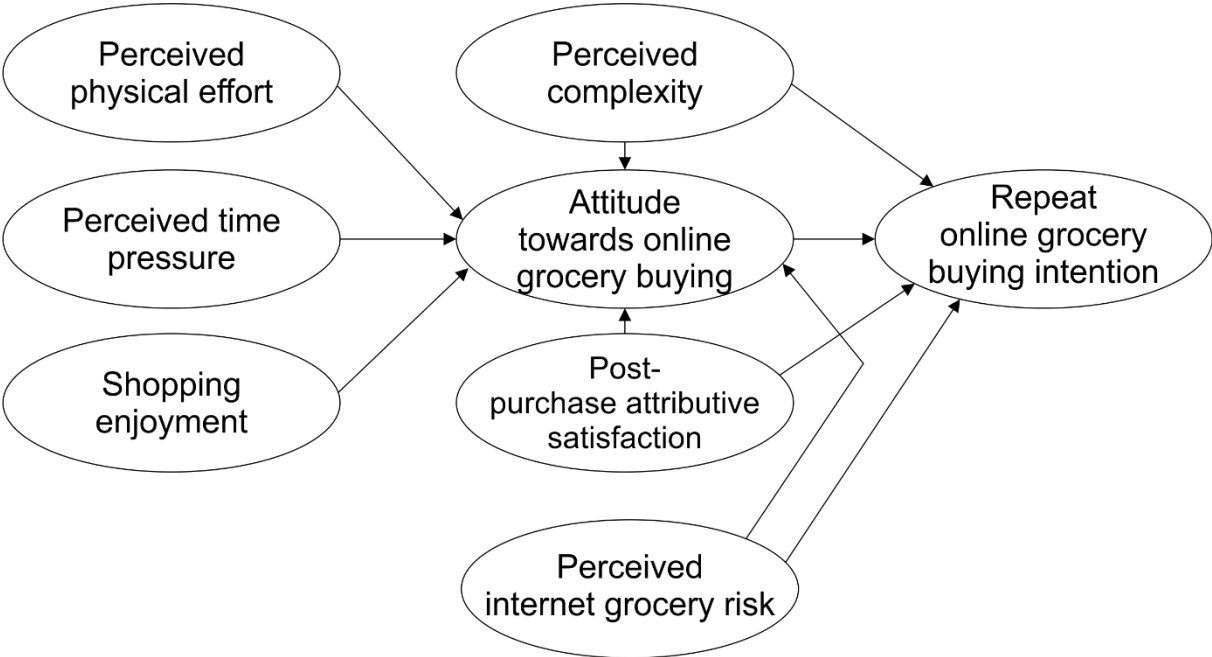 Perceived
physical effort
Perceived
complexity
Perceived time
pressure
Attitude
towards online
grocery buying
Repeat
online grocery
buying intention
Shopping
enjoyment
Post-
purchase attributive
satisfaction
Perceived
internet grocery risk